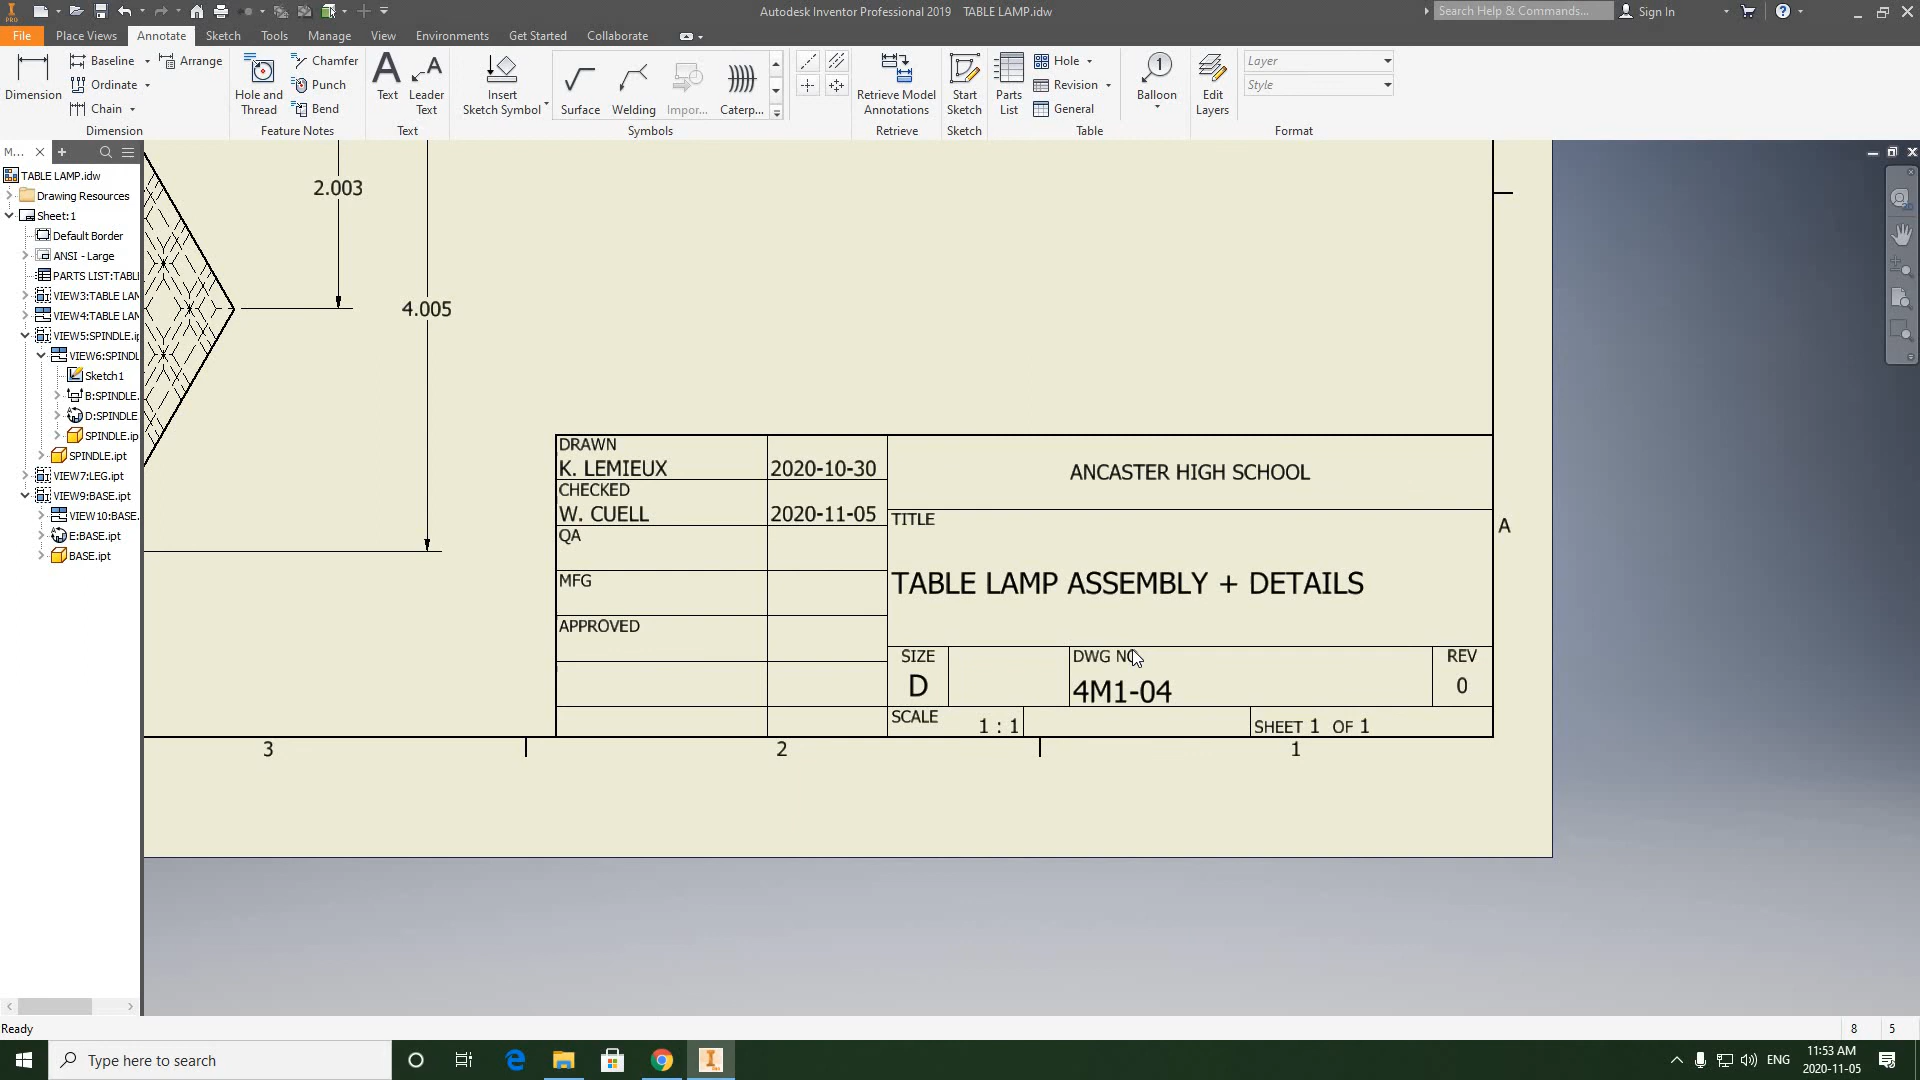 Autodesk Inventor Professional 2019 TABLE LAMP.idw
Search Help & Commands...
Sign In
File Place Views Annotate Sketch Tools Manage View Environments Get Started Collaborate
Dimension
Baseline
Ordinate
Chain
Arrange
Dimension
Hole and Thread
Chamfer
Punch
Bend
Feature Notes
Text
Leader Text
Text
Insert Sketch Symbol
Surface
Welding
Impor...
Caterp...
Symbols
Retrieve Model Annotations
Retrieve
Start Sketch
Sketch
Parts List
Hole
Revision
General
Table
Balloon
Edit Layers
Layer
Style
Format
M...
TABLE LAMP.idw
Drawing Resources
Sheet:1
Default Border
ANSI - Large
PARTS LIST:TABL
VIEW3:TABLE LAM
VIEW4:TABLE LAM
VIEW5:SPINDLE.i
VIEW6:SPINDL
Sketch1
B:SPINDLE.
D:SPINDLE
SPINDLE.ip
SPINDLE.ipt
VIEW7:LEG.ipt
VIEW9:BASE.ipt
VIEW10:BASE.
E:BASE.ipt
BASE.ipt
2.003
4.005
DRAWN
K. LEMIEUX 2020-10-30
CHECKED
W. CUELL 2020-11-05
QA
MFG
APPROVED
ANCASTER HIGH SCHOOL
TITLE
TABLE LAMP ASSEMBLY + DETAILS
SIZE
D
DWG NO
4M1-04
REV
0
SCALE 1 : 1
SHEET 1 OF 1
A
3 2 1
Ready
8 5
Type here to search
ENG
11:53 AM
2020-11-05